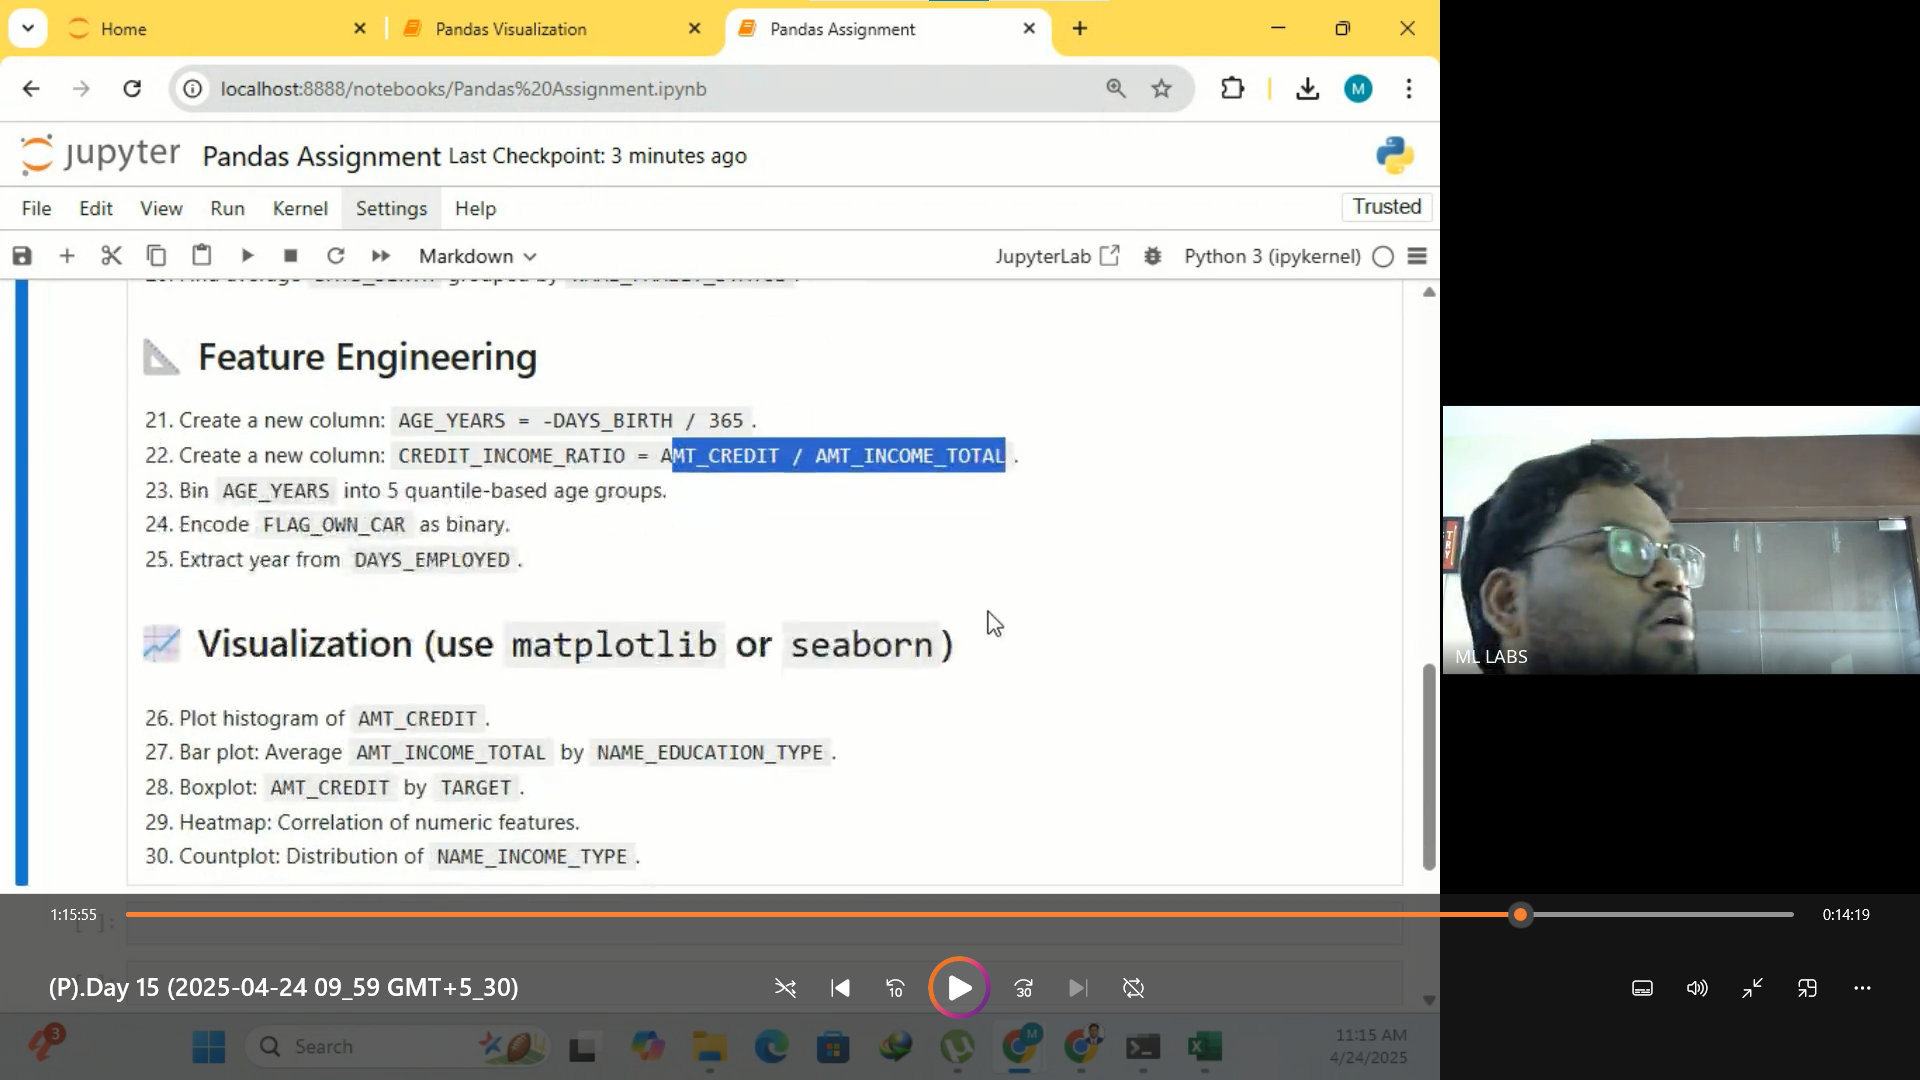 Home
Pandas Visualization
Pandas Assignment
localhost:8888/notebooks/Pandas%20Assignment.ipynb
M
jupyter Pandas Assignment Last Checkpoint: 3 minutes ago
File Edit View Run Kernel Settings Help Trusted
Markdown JupyterLab Python 3 (ipykernel)
Feature Engineering
21. Create a new column: AGE_YEARS = -DAYS_BIRTH / 365 .
22. Create a new column: CREDIT_INCOME_RATIO = AMT_CREDIT / AMT_INCOME_TOTAL .
23. Bin AGE_YEARS into 5 quantile-based age groups.
24. Encode FLAG_OWN_CAR as binary.
25. Extract year from DAYS_EMPLOYED .
Visualization (use matplotlib or seaborn)
26. Plot histogram of AMT_CREDIT .
27. Bar plot: Average AMT_INCOME_TOTAL by NAME_EDUCATION_TYPE .
28. Boxplot: AMT_CREDIT by TARGET .
29. Heatmap: Correlation of numeric features.
30. Countplot: Distribution of NAME_INCOME_TYPE .
ML LABS
1:15:55
0:14:19
(P).Day 15 (2025-04-24 09_59 GMT+5_30)
10
30
3
Search
M
11:15 AM
4/24/2025